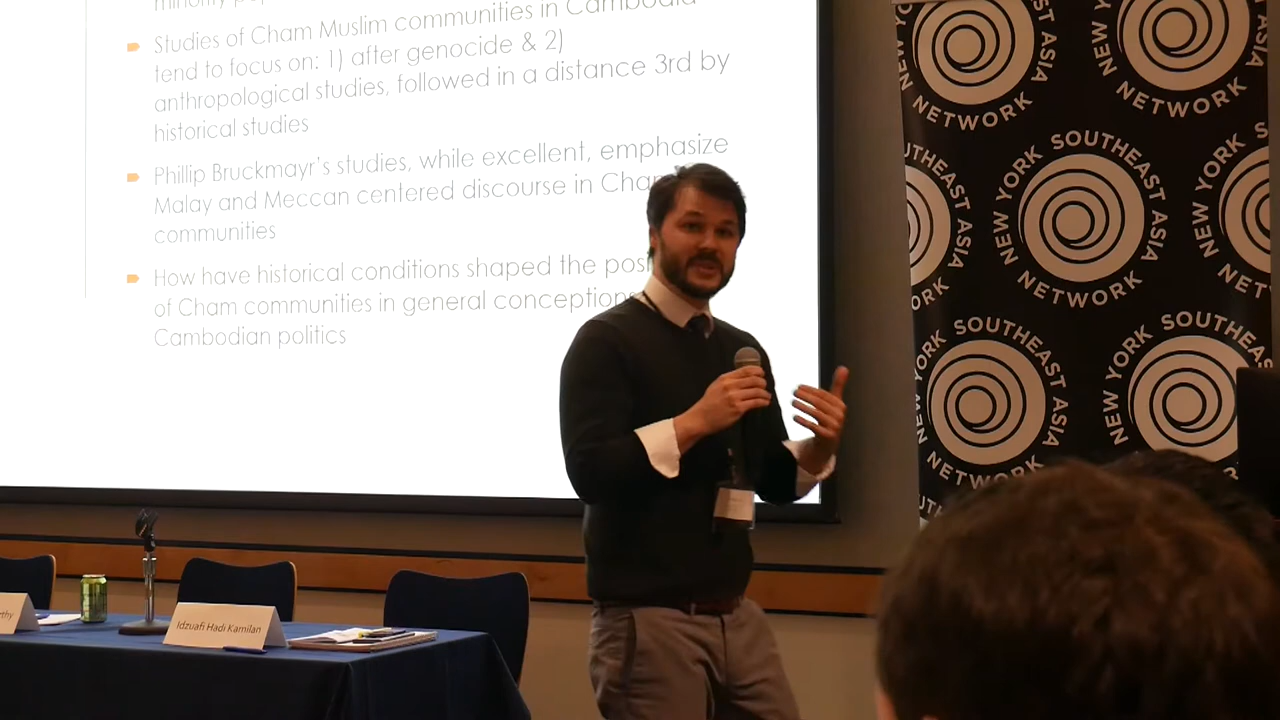 Studies of Cham Muslim communities in Cambodia
tend to focus on: 1) after genocide & 2)
anthropological studies, followed in a distance 3rd by
historical studies
Phillip Bruckmayr's studies, while excellent, emphasize
Malay and Meccan centered discourse in
communities
How have historical conditions shaped the
of Cham communities in general conceptions
Cambodian politics
Idzuafi Hadi Kamilan
NEW YORK SOUTHEAST ASIA NETWORK
NEW YORK SOUTHEAST ASIA NETWORK
NEW YORK SOUTHEAST ASIA NETWORK
NEW YORK SOUTHEAST ASIA NETWORK
NEW YORK SOUTHEAST ASIA NETWORK